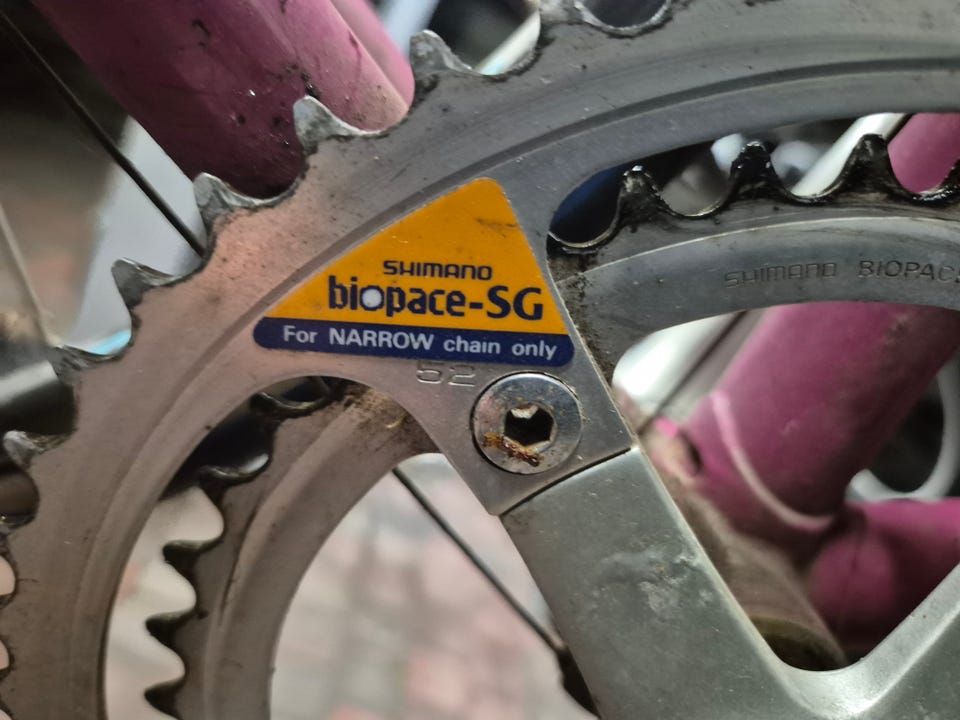 SHIMANO
biopace-SG
For NARROW chain only
52
SHIMANO BIOPACE